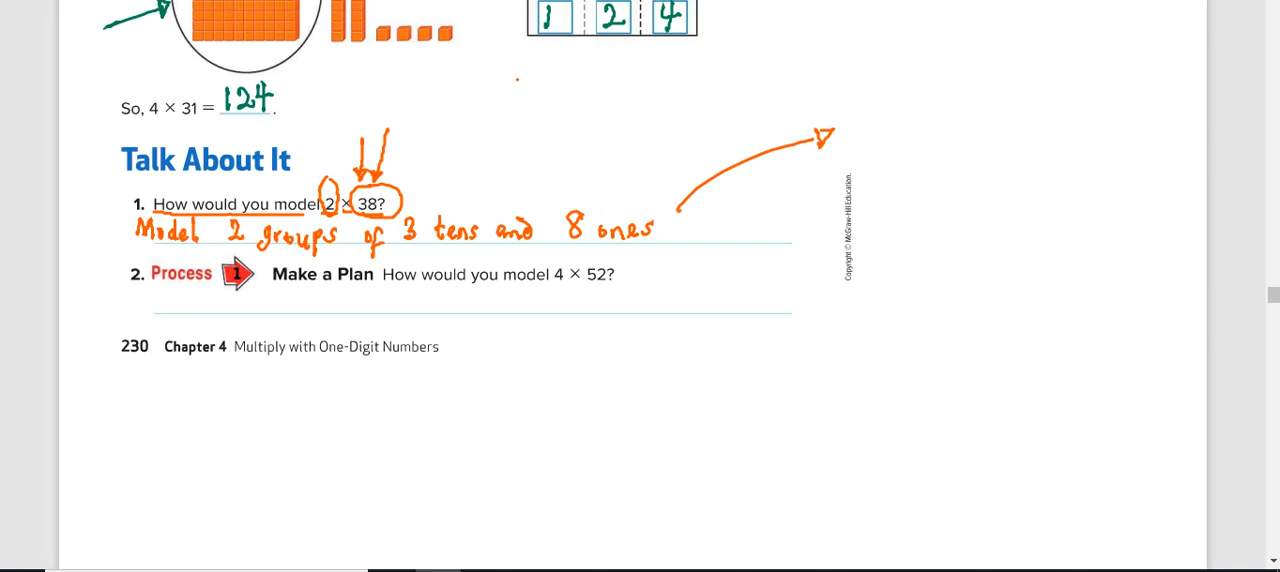 1 2 4
So, 4 × 31 = 124.
Talk About It
1. How would you model 2 × 38?
Model 2 groups of 3 tens and 8 ones
2. Process 1 Make a Plan How would you model 4 × 52?
230 Chapter 4 Multiply with One-Digit Numbers
Copyright © McGraw-Hill Education.